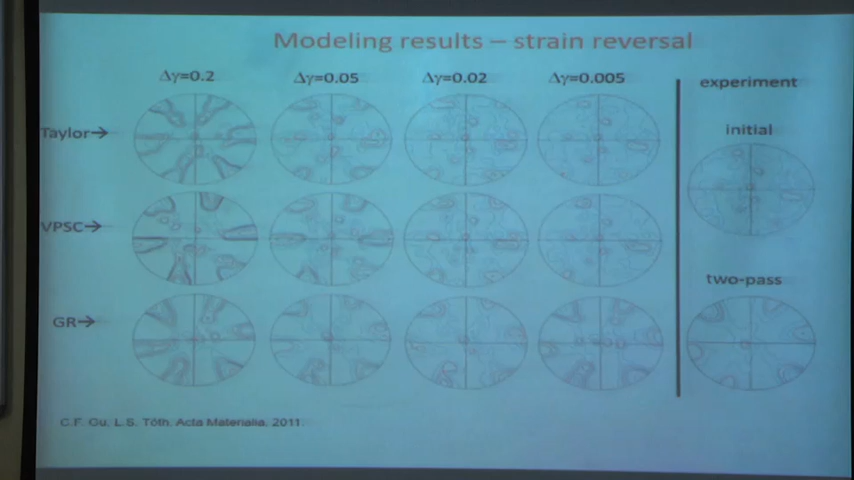 Modeling results – strain reversal
Δγ=0.2 Δγ=0.05 Δγ=0.02 Δγ=0.005
experiment
Taylor→
initial
VPSC→
two-pass
GR→
C.F. Gu, L.S. Tóth, Acta Materialia, 2011.